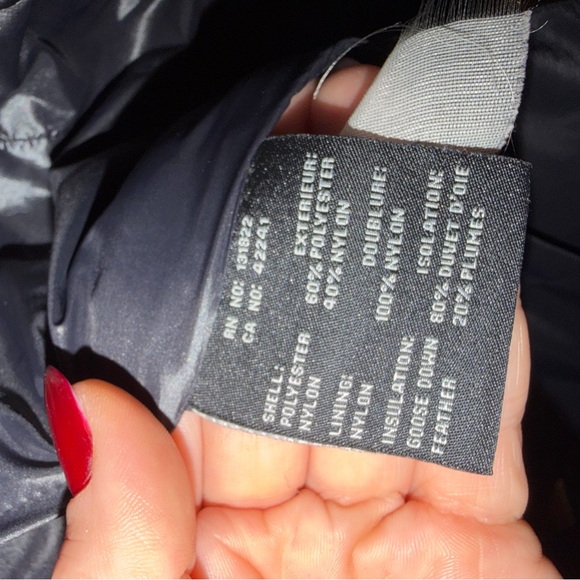 RN NO: 131822
CA NO: 42241
SHELL: EXTERIEUR:
POLYESTER 60% POLYESTER
NYLON 40% NYLON
LINING: DOUBLURE:
NYLON 100% NYLON
INSULATION: ISOLATION:
GOOSE DOWN 80% DUVET D'OIE
FEATHER 20% PLUMES